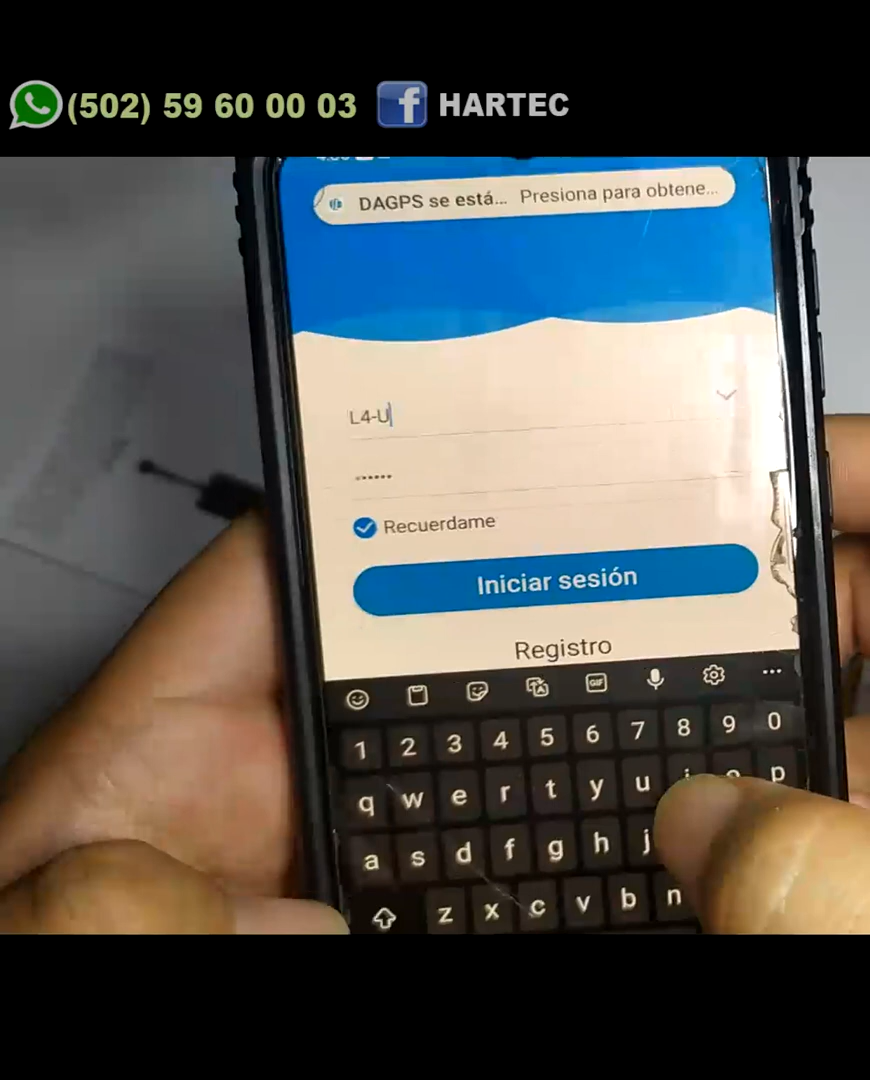 (502) 59 60 00 03 f HARTEC
DAGPS se está... Presiona para obtene...
L4-U
Recuerdame
Iniciar sesión
Registro
GIF
1 2 3 4 5 6 7 8 9 0
q w e r t y u p
a s d f g h j
z x c v b n